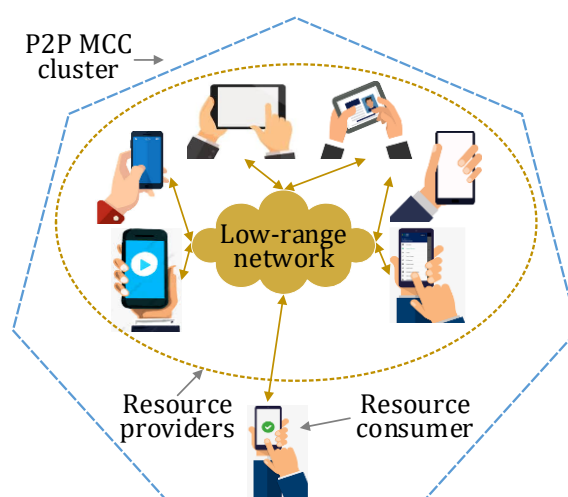 P2P MCC
cluster
Low-range
network
Resource
providers
Resource
consumer